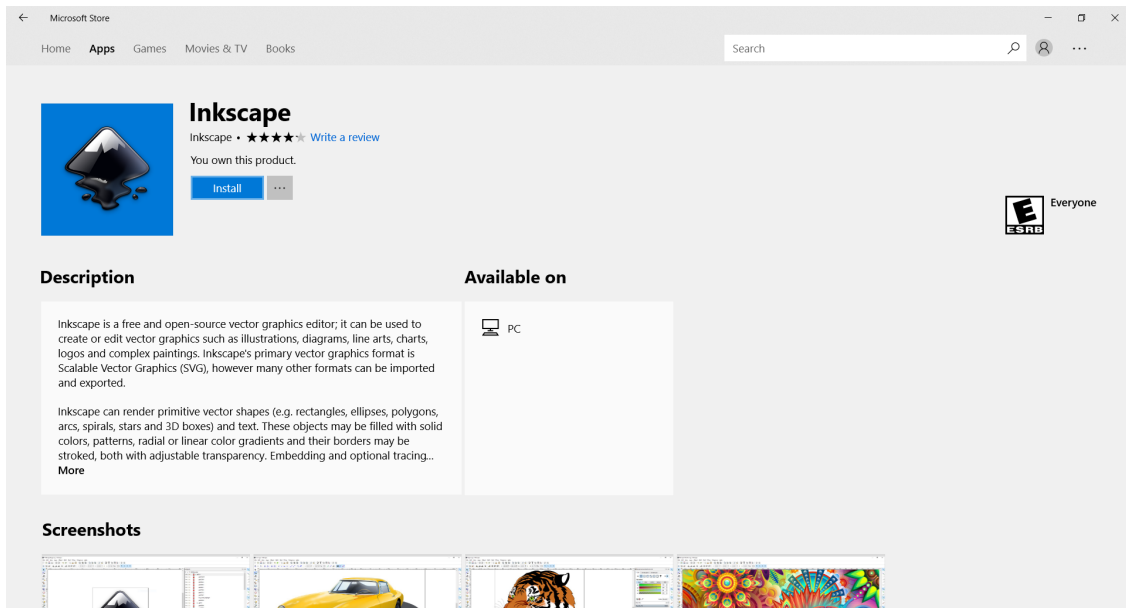 Microsoft Store
Home Apps Games Movies & TV Books
Search
Inkscape
Inkscape • Write a review
You own this product.
Install
E
ESRB
Everyone
Description
Inkscape is a free and open-source vector graphics editor; it can be used to
create or edit vector graphics such as illustrations, diagrams, line arts, charts,
logos and complex paintings. Inkscape's primary vector graphics format is
Scalable Vector Graphics (SVG), however many other formats can be imported
and exported.
Inkscape can render primitive vector shapes (e.g. rectangles, ellipses, polygons,
arcs, spirals, stars and 3D boxes) and text. These objects may be filled with solid
colors, patterns, radial or linear color gradients and their borders may be
stroked, both with adjustable transparency. Embedding and optional tracing...
More
Available on
PC
Screenshots